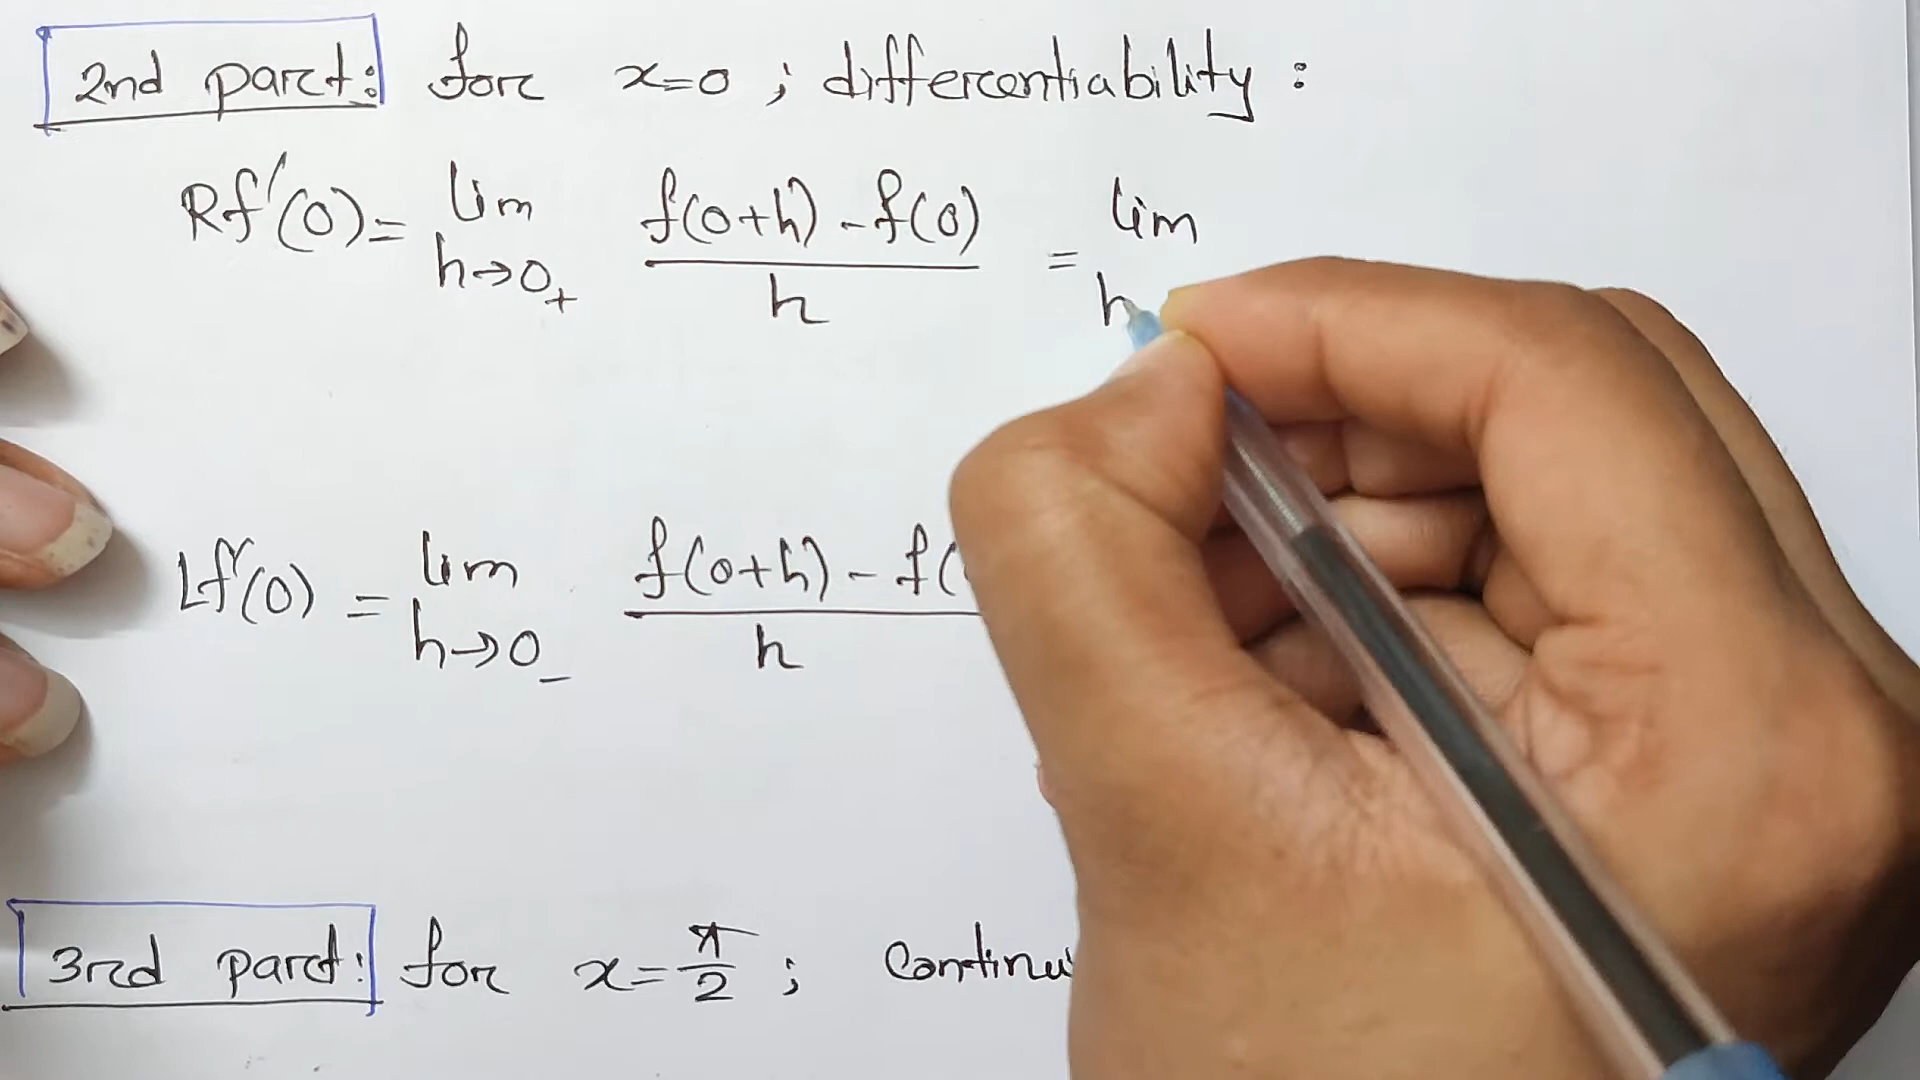 2nd part: for x=0 ; differentiability :
Rf'(0) = lim h→0+ f(0+h) - f(0) / h = lim h
Lf'(0) = lim h→0- f(0+h) - f( / h
3rd part: for x = π/2 ; continu